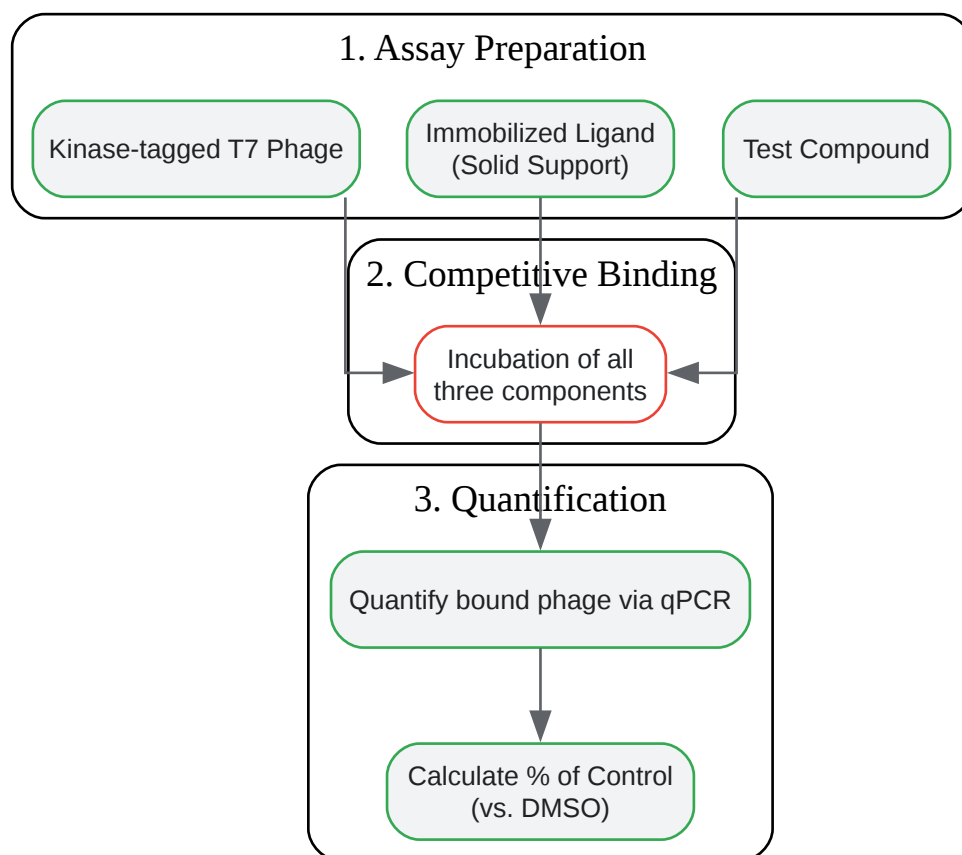 1. Assay Preparation
Kinase-tagged T7 Phage
Immobilized Ligand
(Solid Support)
Test Compound
2. Competitive Binding
Incubation of all
three components
3. Quantification
Quantify bound phage via qPCR
Calculate % of Control
(vs. DMSO)